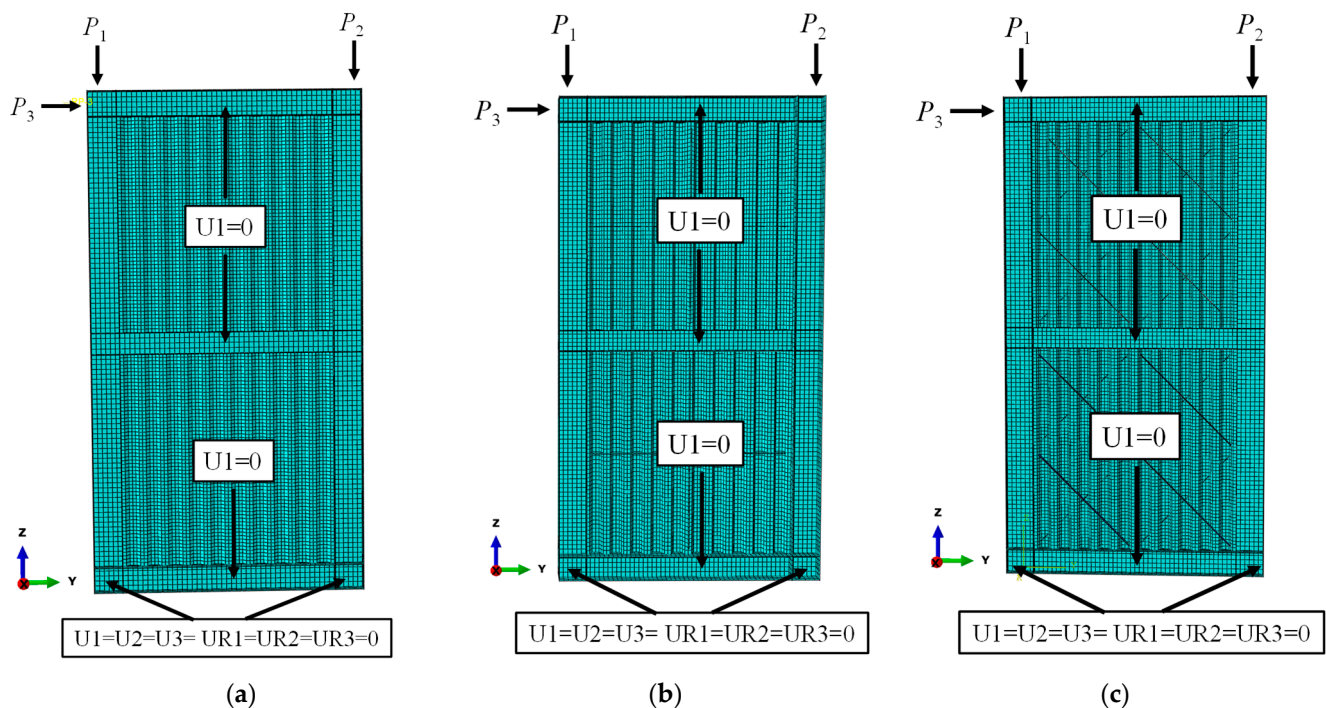 P1 P2
P3
U1=0
U1=0
Z
X Y
U1=U2=U3= UR1=UR2=UR3=0
(a)
P1 P2
P3
U1=0
U1=0
Z
X Y
U1=U2=U3= UR1=UR2=UR3=0
(b)
P1 P2
P3
U1=0
U1=0
Z
X Y
U1=U2=U3= UR1=UR2=UR3=0
(c)